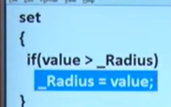 set
{
if(value > _Radius)
_Radius = value;
}